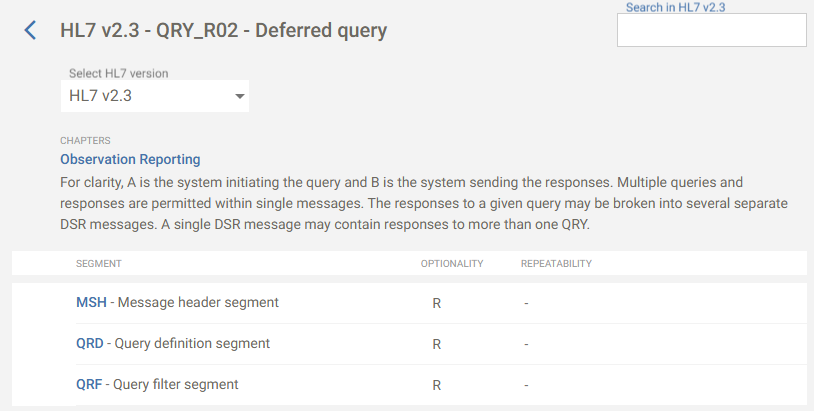 Search in HL7 v2.3
HL7 v2.3 - QRY_R02 - Deferred query
Select HL7 version
HL7 v2.3
CHAPTERS
Observation Reporting
For clarity, A is the system initiating the query and B is the system sending the responses. Multiple queries and
responses are permitted within single messages. The responses to a given query may be broken into several separate
DSR messages. A single DSR message may contain responses to more than one QRY.
SEGMENT OPTIONALITY REPEATABILITY
MSH - Message header segment R -
QRD - Query definition segment R -
QRF - Query filter segment R -